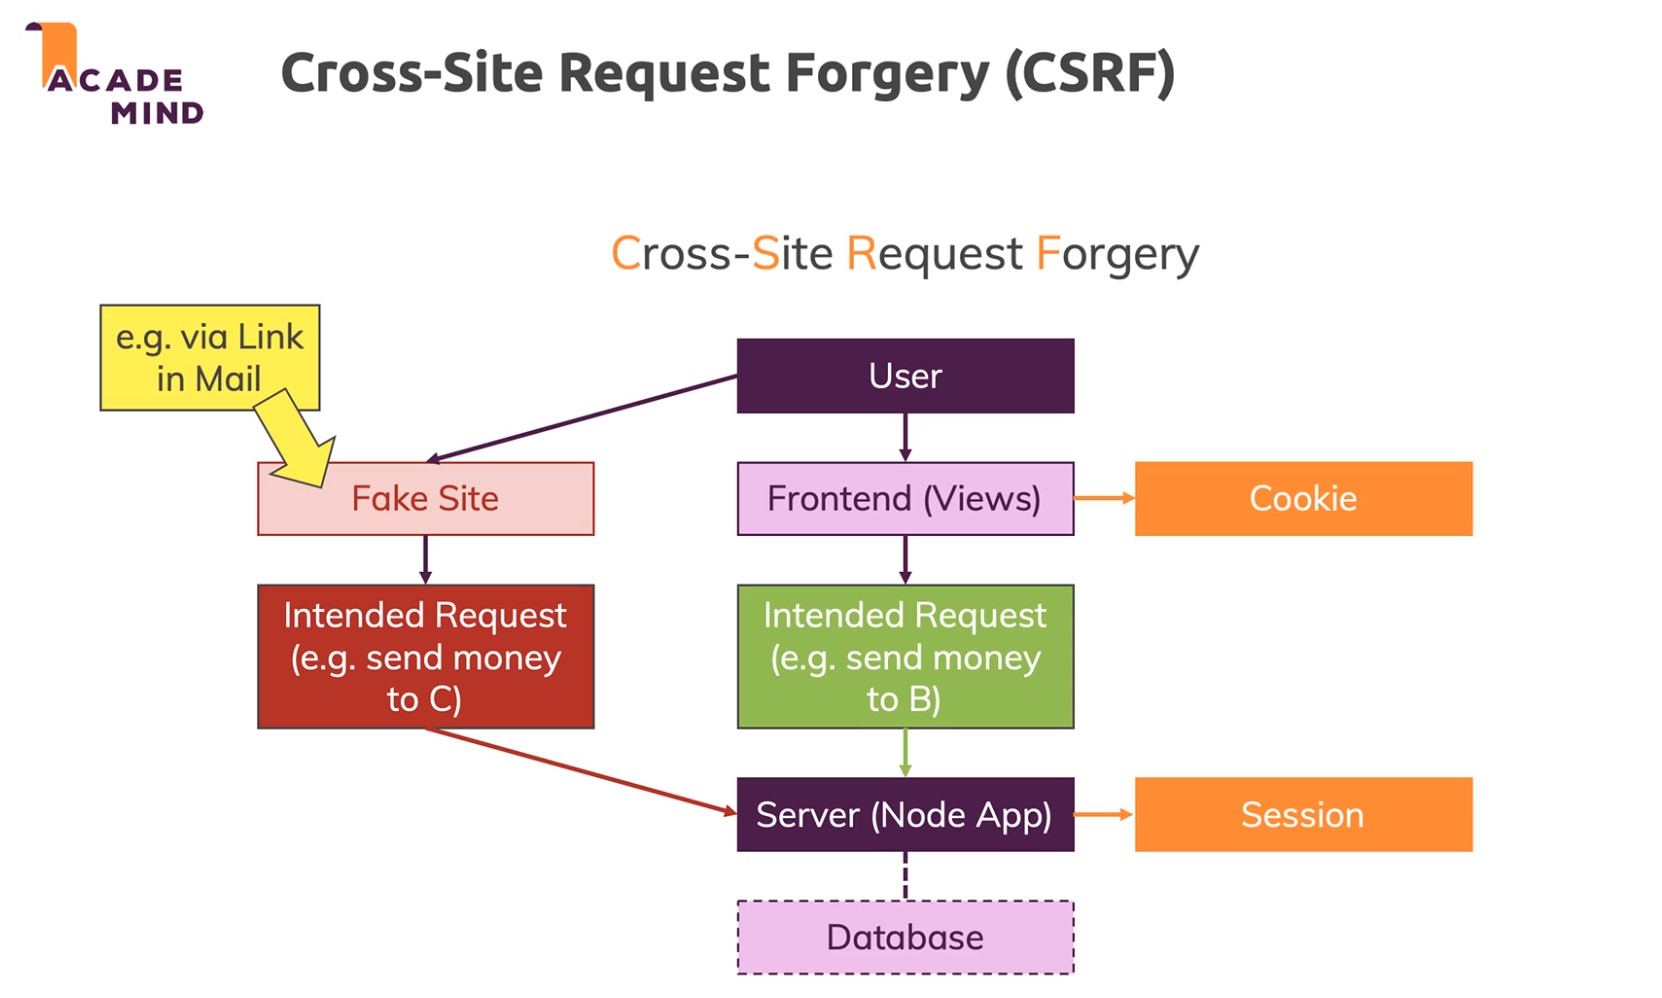 ACADE
MIND
Cross-Site Request Forgery (CSRF)
Cross-Site Request Forgery
e.g. via Link
in Mail
User
Fake Site
Frontend (Views)
Cookie
Intended Request
(e.g. send money
to C)
Intended Request
(e.g. send money
to B)
Server (Node App)
Session
Database